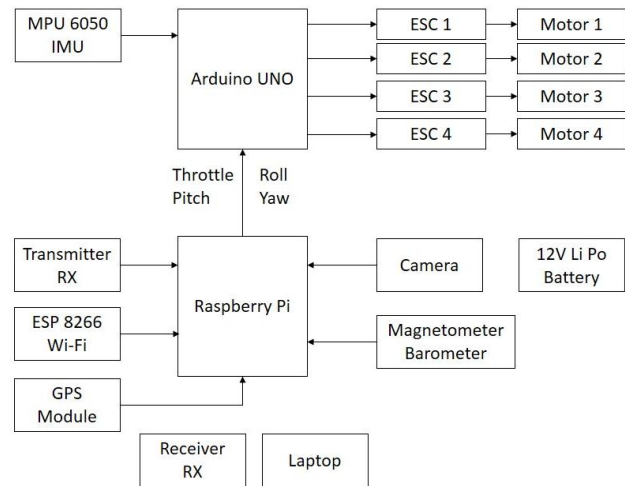 MPU 6050
IMU
Arduino UNO
ESC 1
Motor 1
ESC 2
Motor 2
ESC 3
Motor 3
ESC 4
Motor 4
Throttle
Pitch
Roll
Yaw
Transmitter
RX
Raspberry Pi
Camera
12V Li Po
Battery
ESP 8266
Wi-Fi
Magnetometer
Barometer
GPS
Module
Receiver
RX
Laptop